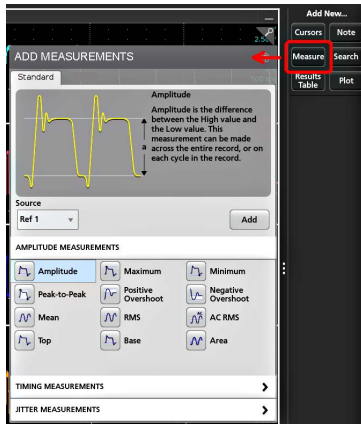 Add New...
Cursors
Note
Measure
Search
Results
Table
Plot
2.50
ADD MEASUREMENTS
Standard
Amplitude
Amplitude is the difference
between the High value and
the Low value. This
measurement can be made
a across the entire record, or on
each cycle in the record.
Source
Ref 1
Add
AMPLITUDE MEASUREMENTS
Amplitude
Maximum
Minimum
Peak-to-Peak
Positive
Overshoot
Negative
Overshoot
Mean
RMS
AC RMS
Top
Base
Area
TIMING MEASUREMENTS
JITTER MEASUREMENTS